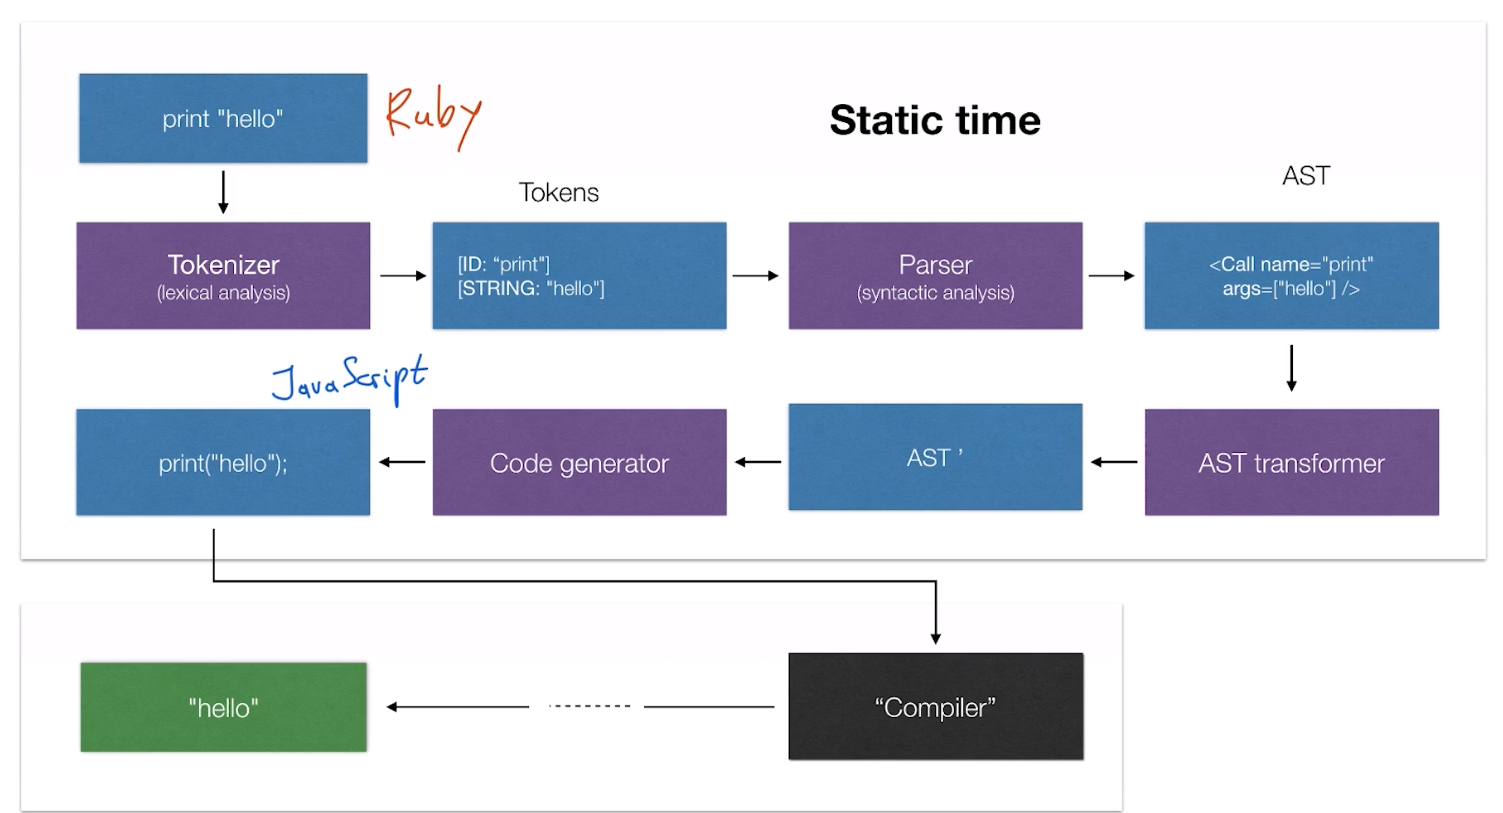 print "hello"
Ruby
Static time
Tokens
AST
Tokenizer
(lexical analysis)
[ID: “print"]
[STRING: "hello"]
Parser
(syntactic analysis)
<Call name="print"
args=["hello"] />
JavaScript
print("hello");
Code generator
AST ’
AST transformer
"hello"
“Compiler”